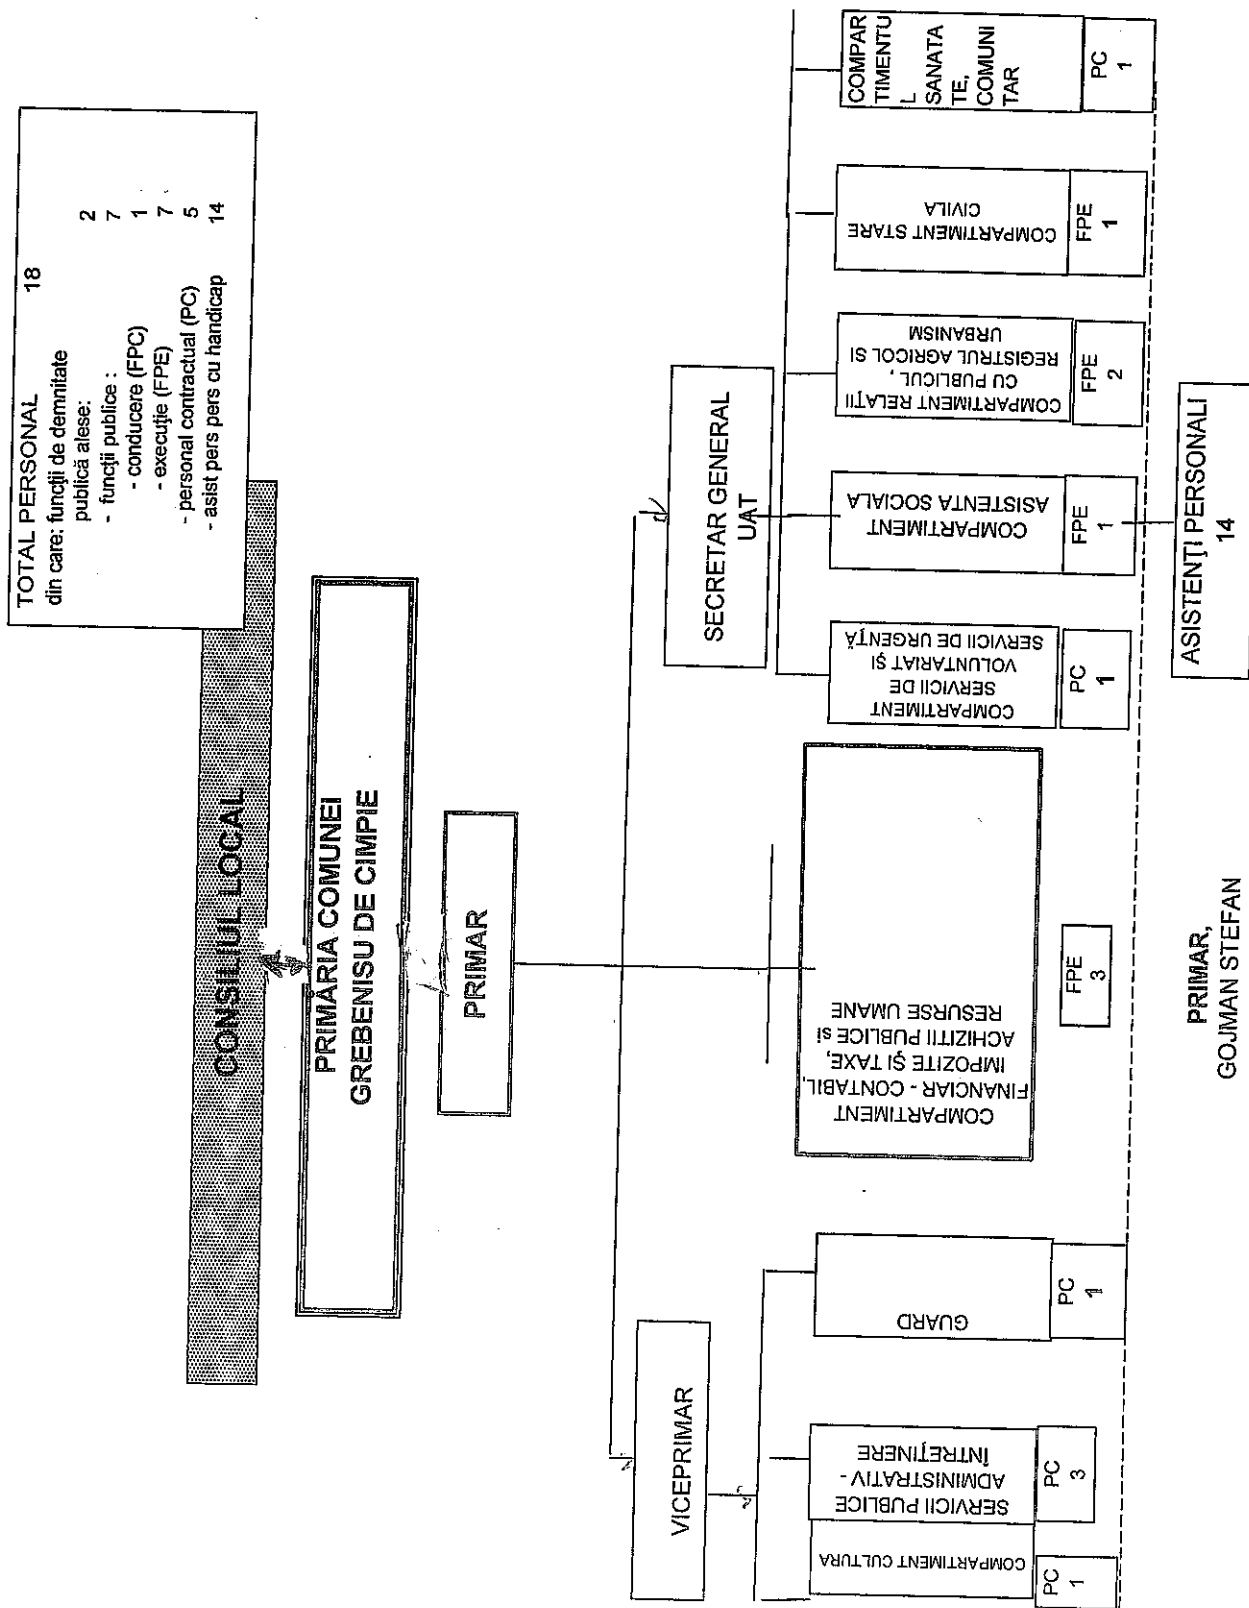 TOTAL PERSONAL 18
din care: funcții de demnitate
publică alese: 2
- funcții publice : 7
- conducere (FPC) 1
- execuție (FPE) 7
- personal contractual (PC) 5
- asist pers pers cu handicap 14
CONSILIUL LOCAL
PRIMARIA COMUNEI
GREBENISU DE CIMPIE
PRIMAR
VICEPRIMAR
SECRETAR GENERAL
UAT
COMPARTIMENT CULTURA
PC
1
SERVICII PUBLICE
ADMINISTRATIV-
ÎNTREȚINERE
PC
3
GUARD
PC
1
COMPARTIMENT
FINANCIAR - CONTABIL,
IMPOZITE ȘI TAXE,
ACHIZITII PUBLICE si
RESURSE UMANE
FPE
3
COMPARTIMENT
SERVICII DE
VOLUNTARIAT ȘI
SERVICII DE URGENȚĂ
PC
1
COMPARTIMENT
ASISTENTA SOCIALA
FPE
1
COMPARTIMENT RELAȚII
CU PUBLICUL,
REGISTRUL AGRICOL SI
URBANISM
FPE
2
COMPARTIMENT STARE
CIVILA
FPE
1
COMPAR
TIMENTU
L
SANATA
TE,
COMUNI
TAR
PC
1
ASISTENȚI PERSONALI
14
PRIMAR,
GOJMAN STEFAN